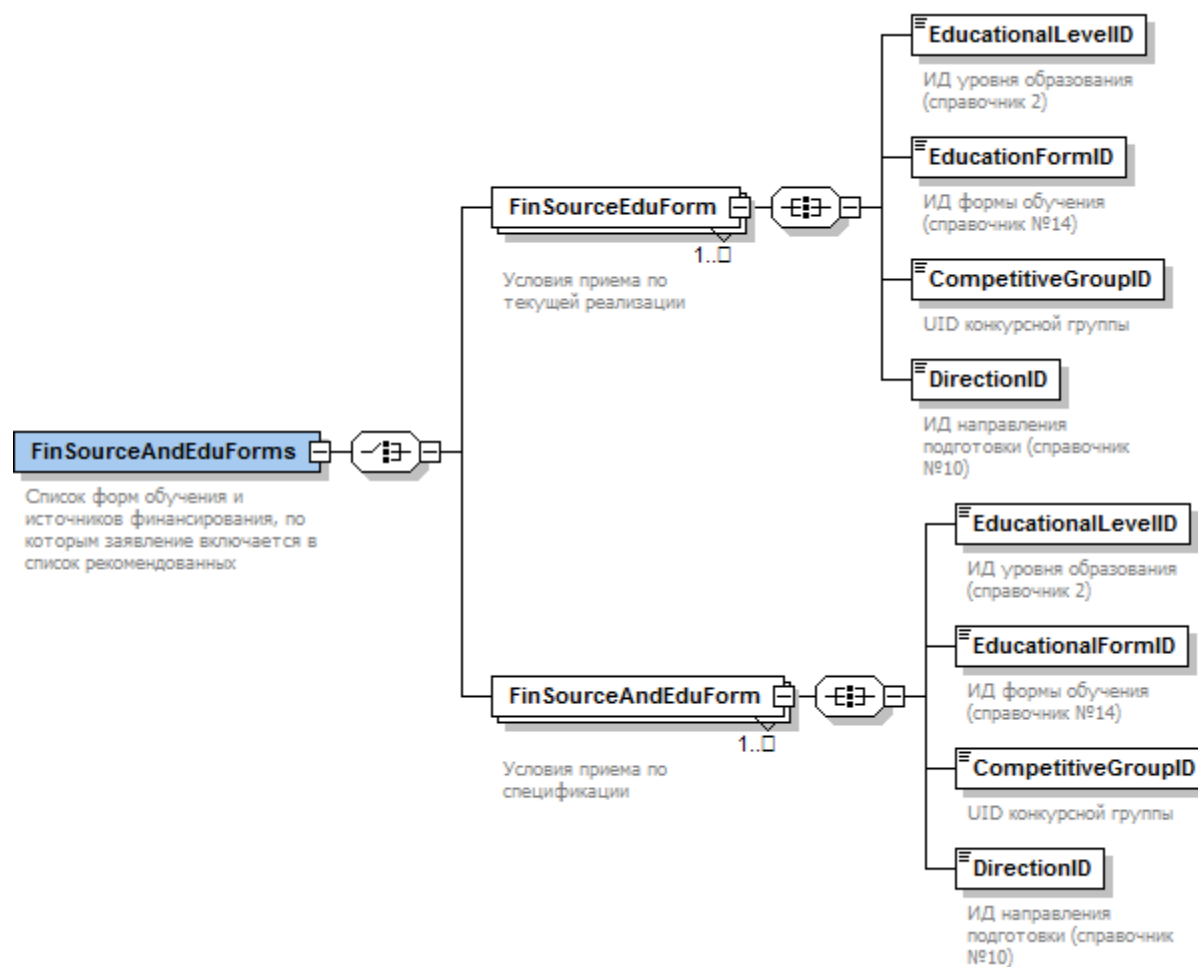 FinSourceAndEduForms
Список форм обучения и
источников финансирования, по
которым заявление включается в
список рекомендованных
FinSourceEduForm
1..□
Условия приема по
текущей реализации
EducationalLevelID
ИД уровня образования
(справочник 2)
EducationFormID
ИД формы обучения
(справочник №14)
CompetitiveGroupID
UID конкурсной группы
DirectionID
ИД направления
подготовки (справочник
№10)
FinSourceAndEduForm
1..□
Условия приема по
спецификации
EducationalLevelID
ИД уровня образования
(справочник 2)
EducationalFormID
ИД формы обучения
(справочник №14)
CompetitiveGroupID
UID конкурсной группы
DirectionID
ИД направления
подготовки (справочник
№10)